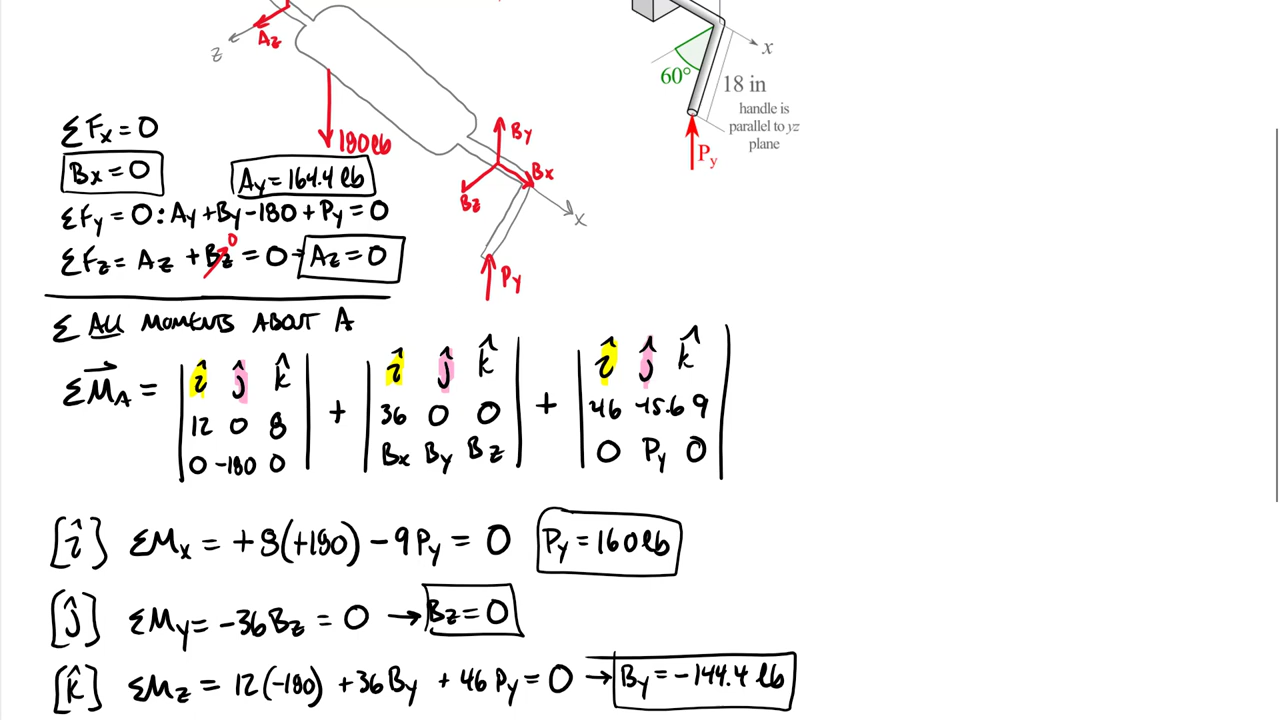 Az
z
x
60°
18 in
handle is
parallel to yz
plane
Py
ΣFx = 0
Bx = 0
Ay = 164.4 lb
180 lb
By
Bx
Bz
x
Py
ΣFy = 0 : Ay + By - 180 + Py = 0
ΣFz = Az + Bz 0 = 0 → Az = 0
Σ ALL MOMENTS ABOUT A
ΣM⃗A = | î ĵ k̂ | + | î ĵ k̂ | + | î ĵ k̂ |
12 0 8 36 0 0 46 -15.6 9
0 -180 0 Bx By Bz 0 Py 0
[î] ΣMx = +8(+180) - 9Py = 0 Py = 160 lb
[ĵ] ΣMy = -36Bz = 0 → Bz = 0
[k̂] ΣMz = 12(-180) + 36By + 46Py = 0 → By = -144.4 lb